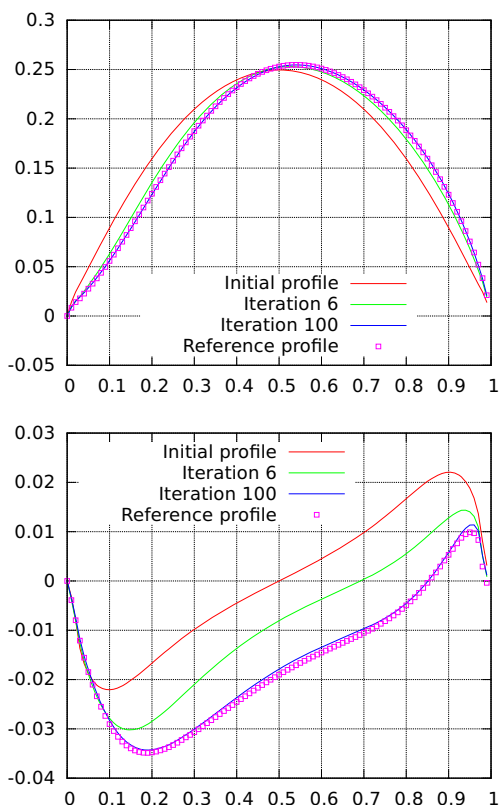 0.3
0.25
0.2
0.15
0.1
0.05
0
-0.05
Initial profile
Iteration 6
Iteration 100
Reference profile
0 0.1 0.2 0.3 0.4 0.5 0.6 0.7 0.8 0.9 1
0.03
0.02
0.01
0
-0.01
-0.02
-0.03
-0.04
Initial profile
Iteration 6
Iteration 100
Reference profile
0 0.1 0.2 0.3 0.4 0.5 0.6 0.7 0.8 0.9 1